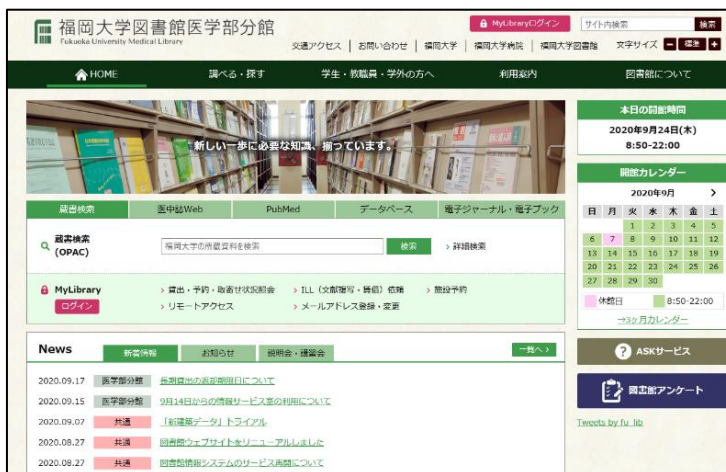 福岡大学図書館医学部分館
Fukuoka University Medical Library
MyLibraryログイン
サイト内検索
検索
交通アクセス | お問い合わせ | 福岡大学 | 福岡大学病院 | 福岡大学図書館
文字サイズ － 標準 ＋
HOME
調べる・探す
学生・教職員・学外の方へ
利用案内
図書館について
新しい一歩に必要な知識、揃っています。
本日の開館時間
2020年9月24日(木)
8:50-22:00
開館カレンダー
2020年9月 >
日 月 火 水 木 金 土
1 2 3 4 5
6 7 8 9 10 11 12
13 14 15 16 17 18 19
20 21 22 23 24 25 26
27 28 29 30
休館日 8:50-22:00
→3ヶ月カレンダー
蔵書検索
医中誌Web
PubMed
データベース
電子ジャーナル・電子ブック
蔵書検索
(OPAC)
福岡大学の所蔵資料を検索
検索
› 詳細検索
MyLibrary
ログイン
› 貸出・予約・取寄せ状況照会
› ILL（文献複写・貸借）依頼
› 施設予約
› リモートアクセス
› メールアドレス登録・変更
News
新着情報
お知らせ
説明会・講習会
一覧へ ›
2020.09.17 医学部分館 長期貸出の返却期限日について
2020.09.15 医学部分館 9月14日からの情報サービス室の利用について
2020.09.07 共通 「新建築データ」トライアル
2020.08.27 共通 図書館ウェブサイトをリニューアルしました
2020.08.27 共通 図書館情報システムのサービス再開について
? ASKサービス
図書館アンケート
Tweets by fu_lib